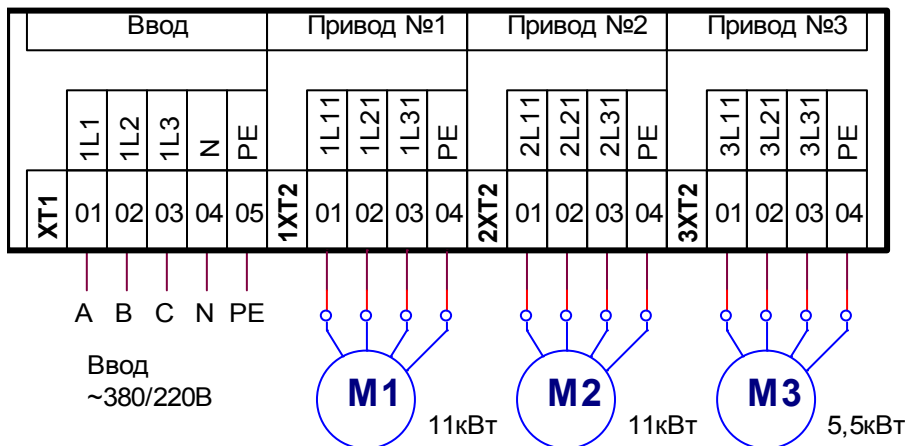 Ввод Привод №1 Привод №2 Привод №3
1L1 1L2 1L3 N PE 1L11 1L21 1L31 PE 2L11 2L21 2L31 PE 3L11 3L21 3L31 PE
XT1 01 02 03 04 05 1XT2 01 02 03 04 2XT2 01 02 03 04 3XT2 01 02 03 04
A B C N PE
Ввод
~380/220В
M1 11кВт M2 11кВт M3 5,5кВт